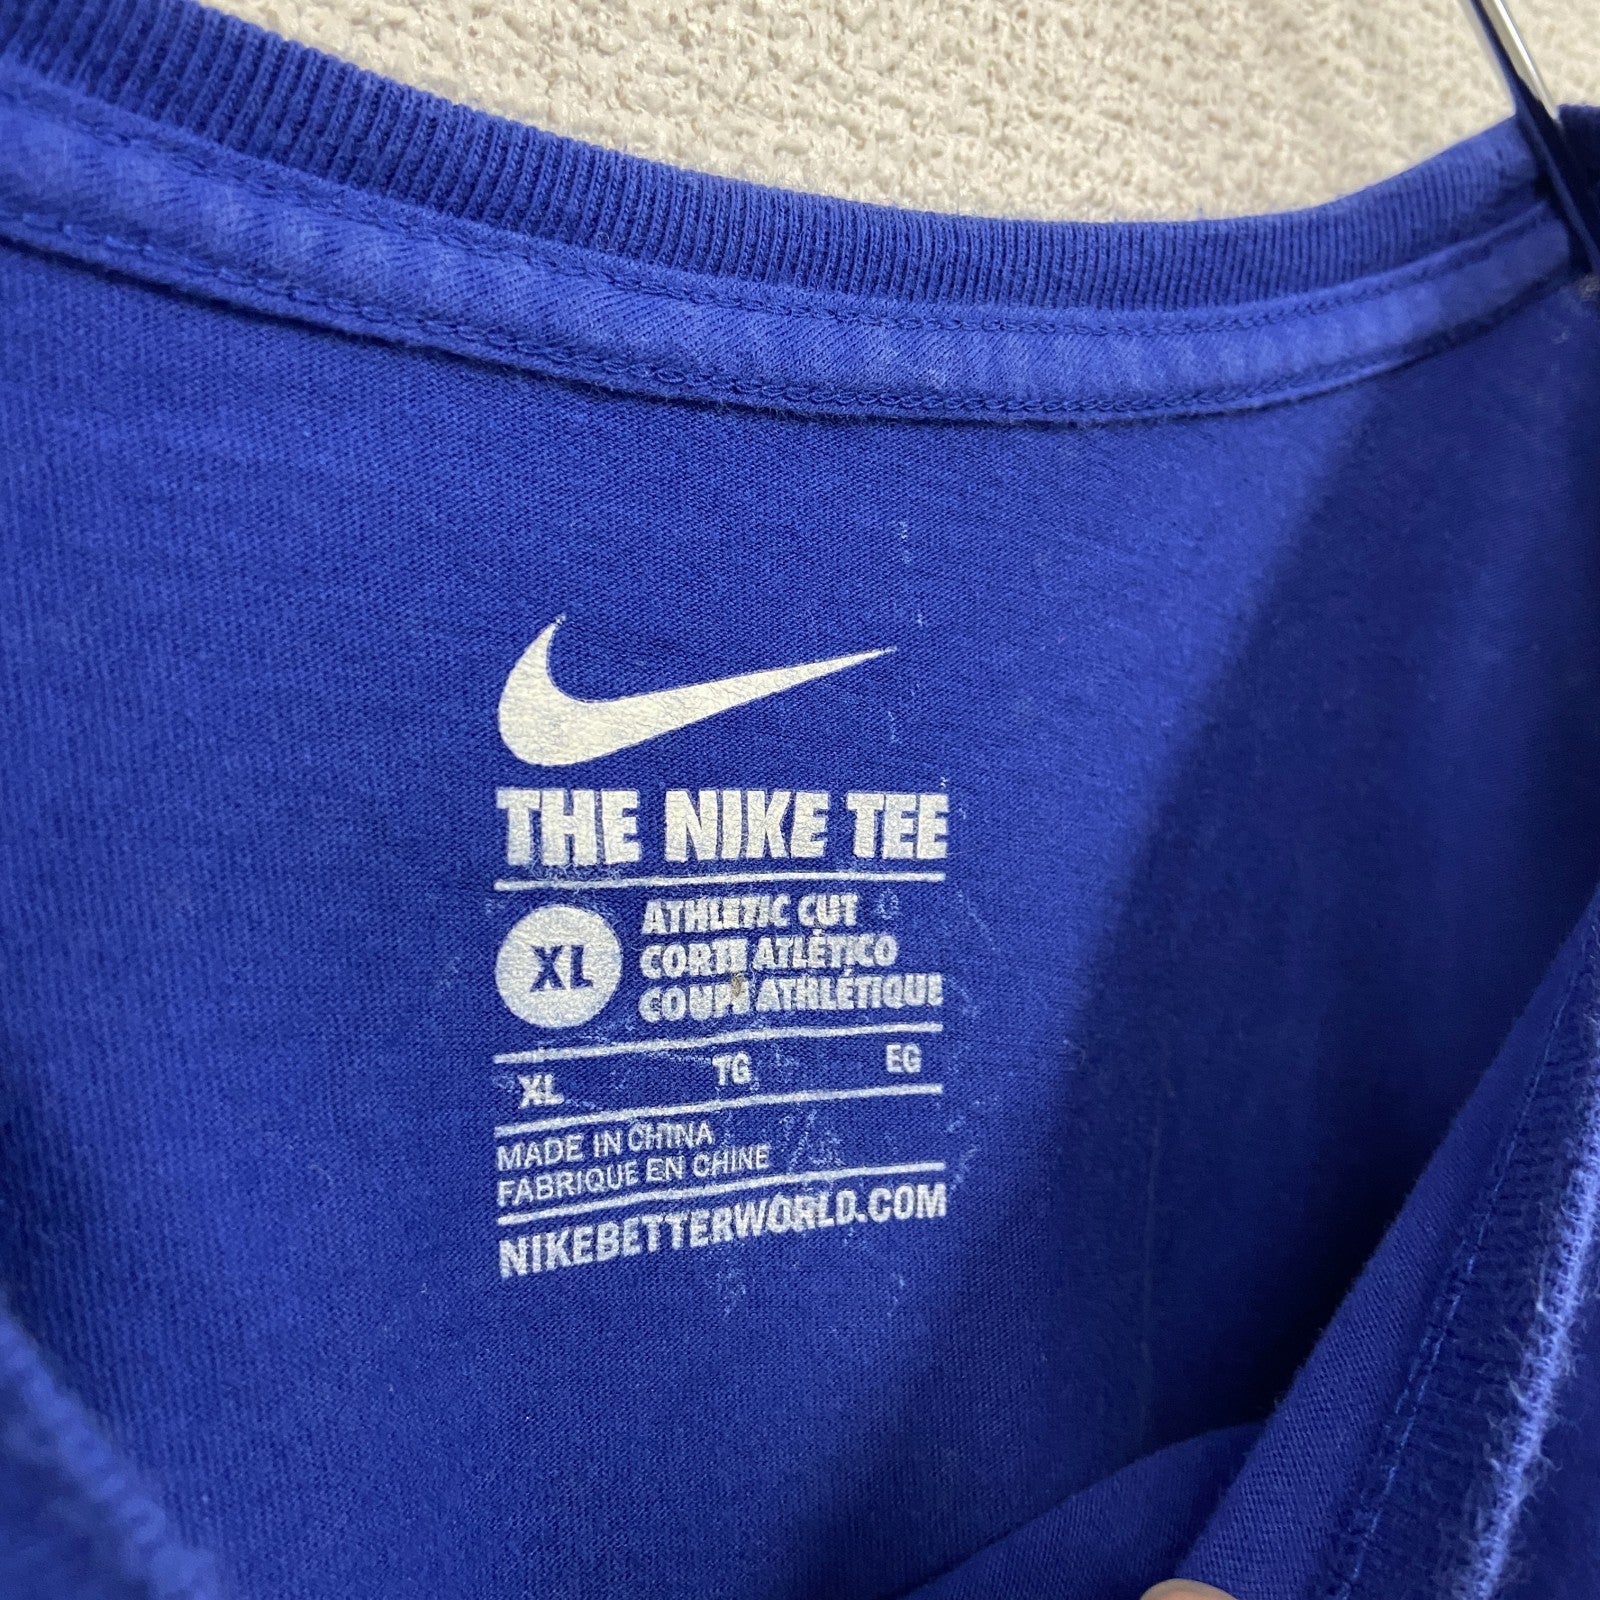 THE NIKE TEE
XL
ATHLETIC CUT
CORTE ATLÉTICO
COUPE ATHLÉTIQUE
XL TG EG
MADE IN CHINA
FABRIQUE EN CHINE
NIKEBETTERWORLD.COM